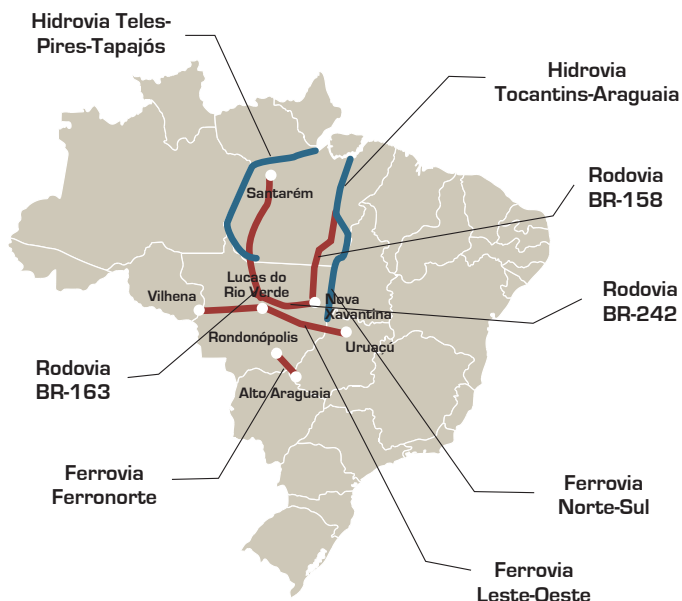 Hidrovia Teles-
Pires-Tapajós
Hidrovia
Tocantins-Araguaia
Rodovia
BR-158
Santarém
Lucas do
Rio Verde
Vilhena
Nova
Xavantina
Rodovia
BR-242
Rondonópolis
Uruaçú
Rodovia
BR-163
Alto Araguaia
Ferrovia
Ferronorte
Ferrovia
Norte-Sul
Ferrovia
Leste-Oeste